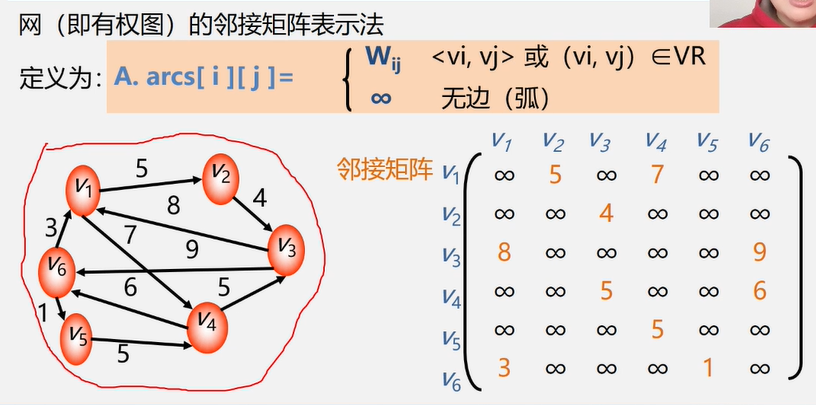 网（即有权图）的邻接矩阵表示法
定义为：A. arcs[ i ][ j ]=
Wij <vi, vj> 或（vi, vj）∈VR
∞ 无边（弧）
邻接矩阵
v1 v2 v3 v4 v5 v6
v1 ∞ 5 ∞ 7 ∞ ∞
v2 ∞ ∞ 4 ∞ ∞ ∞
v3 8 ∞ ∞ ∞ ∞ 9
v4 ∞ ∞ 5 ∞ ∞ 6
v5 ∞ ∞ ∞ 5 ∞ ∞
v6 3 ∞ ∞ ∞ 1 ∞
v1 5 v2
8 4
3 7 9 v3
v6 6 5
1 v5 v4
5